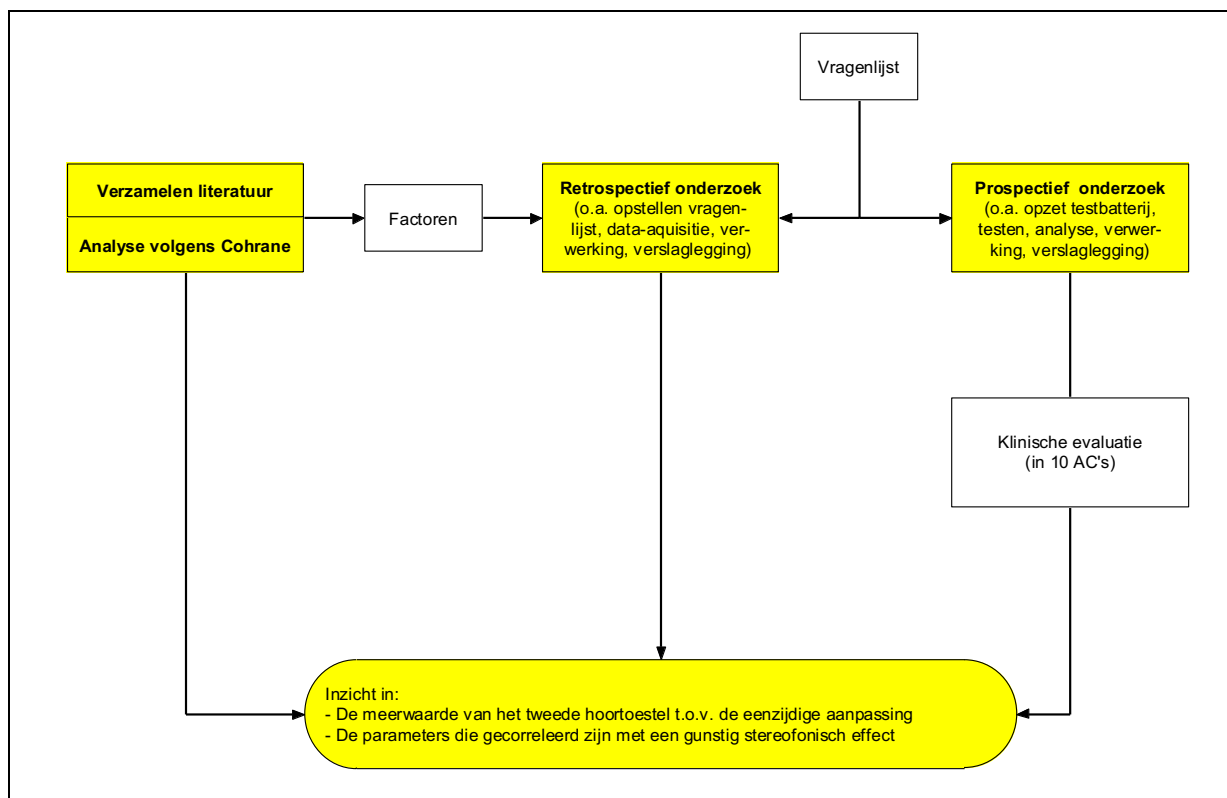 Vragenlijst
Verzamelen literatuur
Analyse volgens Cohrane
Factoren
Retrospectief onderzoek
(o.a. opstellen vragen-
lijst, data-aquisitie, ver-
werking, verslaglegging)
Prospectief onderzoek
(o.a. opzet testbatterij,
testen, analyse, verwer-
king, verslaglegging)
Klinische evaluatie
(in 10 AC's)
Inzicht in:
- De meerwaarde van het tweede hoortoestel t.o.v. de eenzijdige aanpassing
- De parameters die gecorreleerd zijn met een gunstig stereofonisch effect